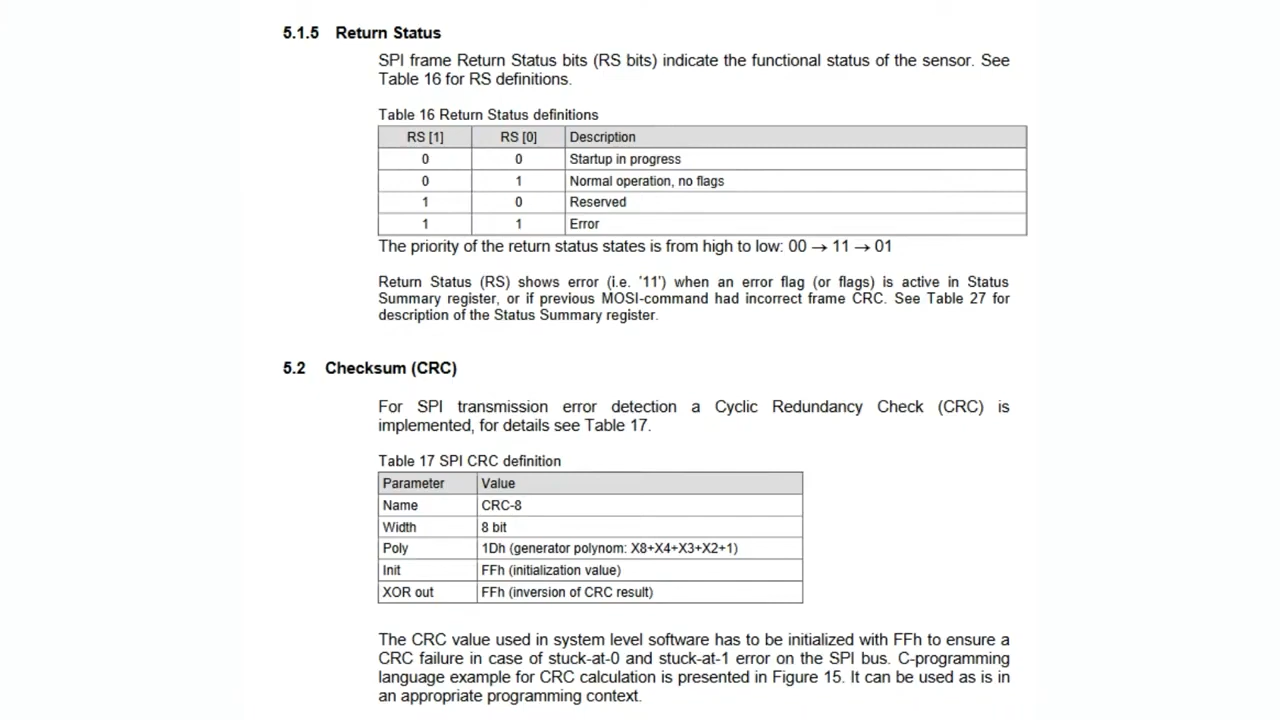 5.1.5 Return Status
SPI frame Return Status bits (RS bits) indicate the functional status of the sensor. See
Table 16 for RS definitions.
Table 16 Return Status definitions
RS [1] RS [0] Description
0 0 Startup in progress
0 1 Normal operation, no flags
1 0 Reserved
1 1 Error
The priority of the return status states is from high to low: 00 → 11 → 01
Return Status (RS) shows error (i.e. '11') when an error flag (or flags) is active in Status
Summary register, or if previous MOSI-command had incorrect frame CRC. See Table 27 for
description of the Status Summary register.
5.2 Checksum (CRC)
For SPI transmission error detection a Cyclic Redundancy Check (CRC) is
implemented, for details see Table 17.
Table 17 SPI CRC definition
Parameter Value
Name CRC-8
Width 8 bit
Poly 1Dh (generator polynom: X8+X4+X3+X2+1)
Init FFh (initialization value)
XOR out FFh (inversion of CRC result)
The CRC value used in system level software has to be initialized with FFh to ensure a
CRC failure in case of stuck-at-0 and stuck-at-1 error on the SPI bus. C-programming
language example for CRC calculation is presented in Figure 15. It can be used as is in
an appropriate programming context.